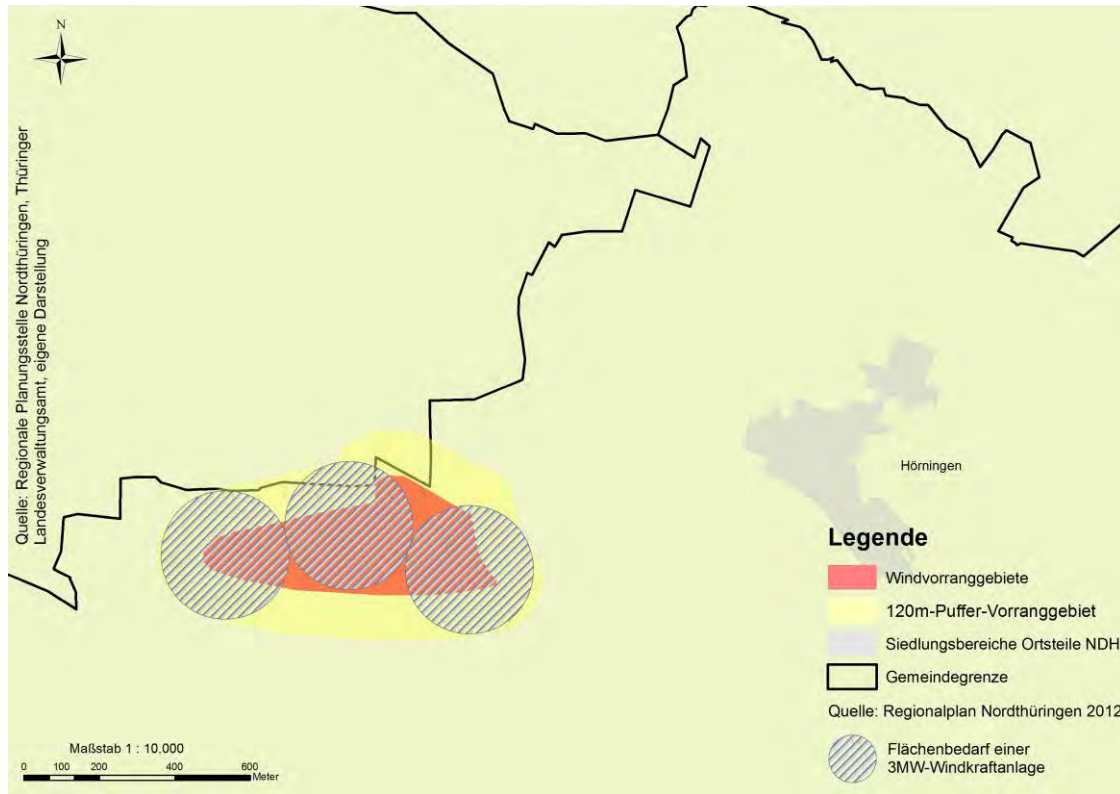 N
Quelle: Regionale Planungsstelle Nordthüringen, Thüringer
Landesverwaltungsamt, eigene Darstellung
Hörningen
Legende
Windvorranggebiete
120m-Puffer-Vorranggebiet
Siedlungsbereiche Ortsteile NDH
Gemeindegrenze
Quelle: Regionalplan Nordthüringen 2012
Flächenbedarf einer
3MW-Windkraftanlage
Maßstab 1 : 10.000
0 100 200 400 600
Meter